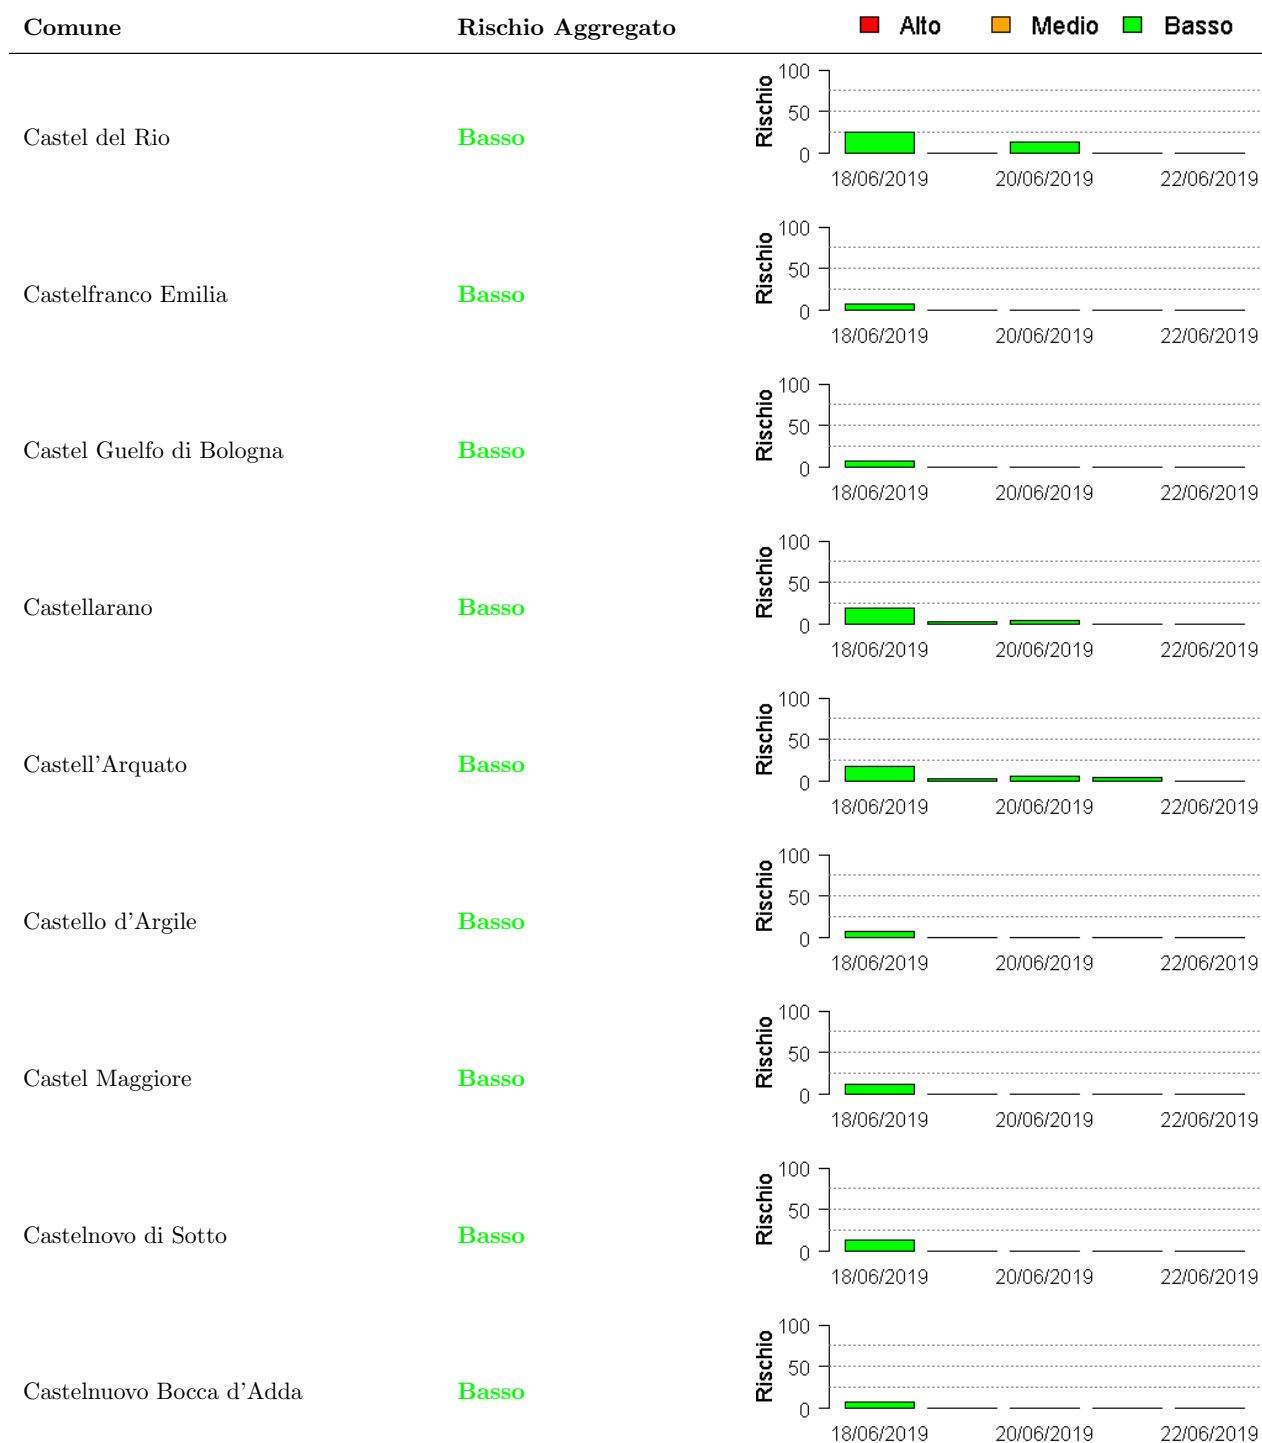 Comune Rischio Aggregato Alto Medio Basso
100
50
0
Rischio
Castel del Rio Basso
18/06/2019 20/06/2019 22/06/2019
100
50
0
Rischio
Castelfranco Emilia Basso
18/06/2019 20/06/2019 22/06/2019
100
50
0
Rischio
Castel Guelfo di Bologna Basso
18/06/2019 20/06/2019 22/06/2019
100
50
0
Rischio
Castellarano Basso
18/06/2019 20/06/2019 22/06/2019
100
50
0
Rischio
Castell'Arquato Basso
18/06/2019 20/06/2019 22/06/2019
100
50
0
Rischio
Castello d'Argile Basso
18/06/2019 20/06/2019 22/06/2019
100
50
0
Rischio
Castel Maggiore Basso
18/06/2019 20/06/2019 22/06/2019
100
50
0
Rischio
Castelnovo di Sotto Basso
18/06/2019 20/06/2019 22/06/2019
100
50
0
Rischio
Castelnuovo Bocca d'Adda Basso
18/06/2019 20/06/2019 22/06/2019